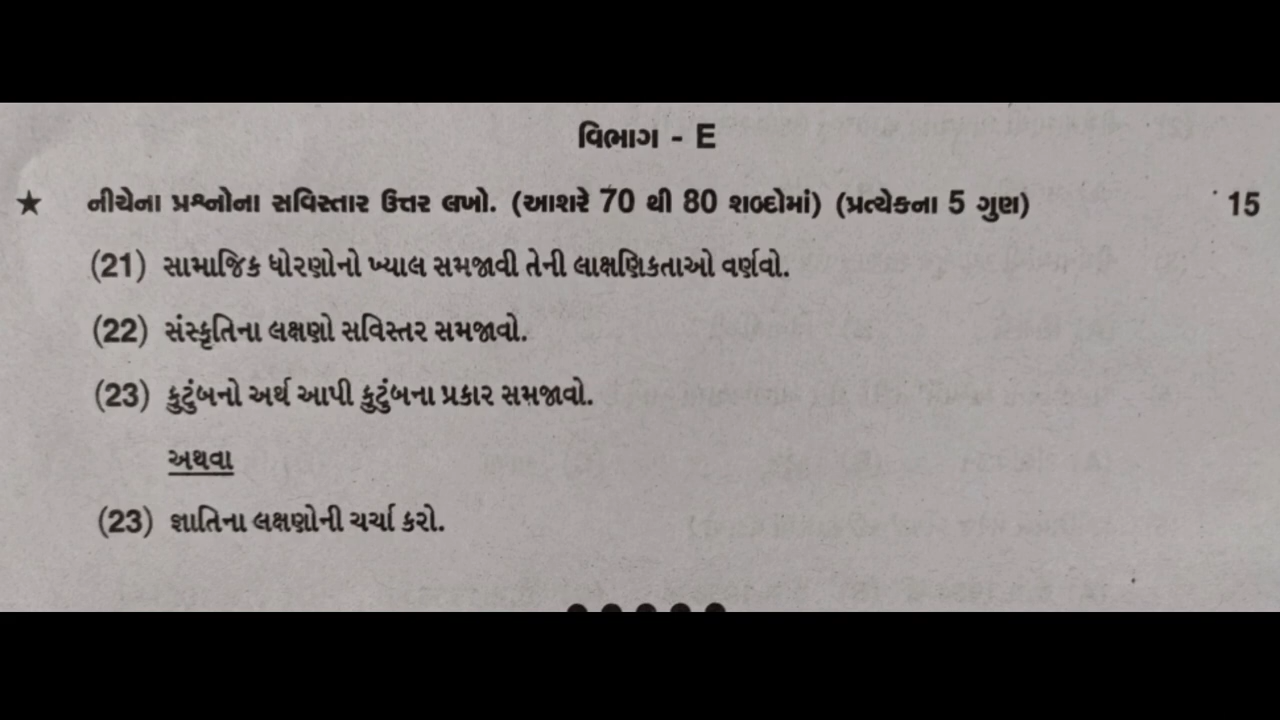 વિભાગ - E
★ નીચેના પ્રશ્નોના સવિસ્તાર ઉત્તર લખો. (આશરે 70 થી 80 શબ્દોમાં) (પ્રત્યેકના 5 ગુણ) 15
(21) સામાજિક ધોરણોનો ખ્યાલ સમજાવી તેની લાક્ષણિકતાઓ વર્ણવો.
(22) સંસ્કૃતિના લક્ષણો સવિસ્તર સમજાવો.
(23) કુટુંબનો અર્થ આપી કુટુંબના પ્રકાર સમજાવો.
અથવા
(23) જ્ઞાતિના લક્ષણોની ચર્ચા કરો.